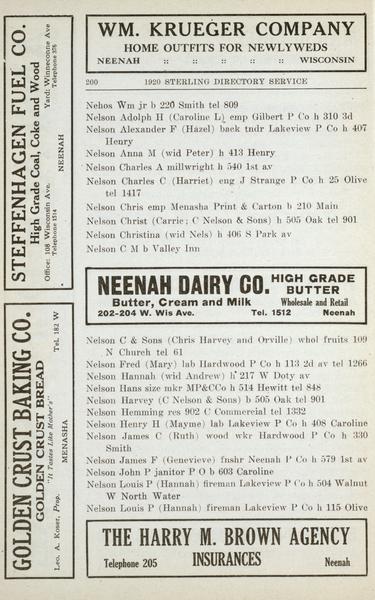 WM. KRUEGER COMPANY
HOME OUTFITS FOR NEWLYWEDS
NEENAH :: :: :: :: :: WISCONSIN
200 1920 STERLING DIRECTORY SERVICE
Nehos Wm jr b 220 Smith tel 809
Nelson Adolph H (Caroline L) emp Gilbert P Co h 310 3d
Nelson Alexander F (Hazel) back tndr Lakeview P Co h 407
Henry
Nelson Anna M (wid Peter) h 413 Henry
Nelson Charles A millwright h 540 1st av
Nelson Charles C (Harriet) eng J Strange P Co h 25 Olive
tel 1417
Nelson Chris emp Menasha Print & Carton b 210 Main
Nelson Christ (Carrie; C Nelson & Sons) h 505 Oak tel 901
Nelson Christina (wid Nels) h 406 S Park av
Nelson C M b Valley Inn
NEENAH DAIRY CO. HIGH GRADE
BUTTER
Butter, Cream and Milk Wholesale and Retail
202-204 W. Wis Ave. Tel. 1512 Neenah
Nelson C & Sons (Chris Harvey and Orville) whol fruits 109
N Church tel 61
Nelson Fred (Mary) lab Hardwood P Co h 113 2d av tel 1266
Nelson Hannah (wid Andrew) h 217 W Doty av
Nelson Hans size mkr MP&CCo h 514 Hewitt tel 848
Nelson Harvey (C Nelson & Sons) b 505 Oak tel 901
Nelson Hemming res 902 C Commercial tel 1332
Nelson Henry H (Mayme) lab Lakeview P Co h 408 Caroline
Nelson James C (Ruth) wood wkr Hardwood P Co h 330
Smith
Nelson James F (Genevieve) fnshr Neenah P Co h 579 1st av
Nelson John P janitor P O b 603 Caroline
Nelson Louis P (Hannah) fireman Lakeview P Co h 504 Walnut
W North Water
Nelson Louis P (Hannah) fireman Lakeview P Co h 115 Olive
THE HARRY M. BROWN AGENCY
Telephone 205 INSURANCES Neenah
STEFFENHAGEN FUEL CO.
High Grade Coal, Coke and Wood
Office: 108 Wisconsin Ave. Yard: Winneconne Ave
Telephone 1514 Telephone 375
NEENAH
GOLDEN CRUST BAKING CO.
GOLDEN CRUST BREAD
"It Tastes Like Mother's"
Leo. A. Koser, Prop. Tel. 182 W
MENASHA